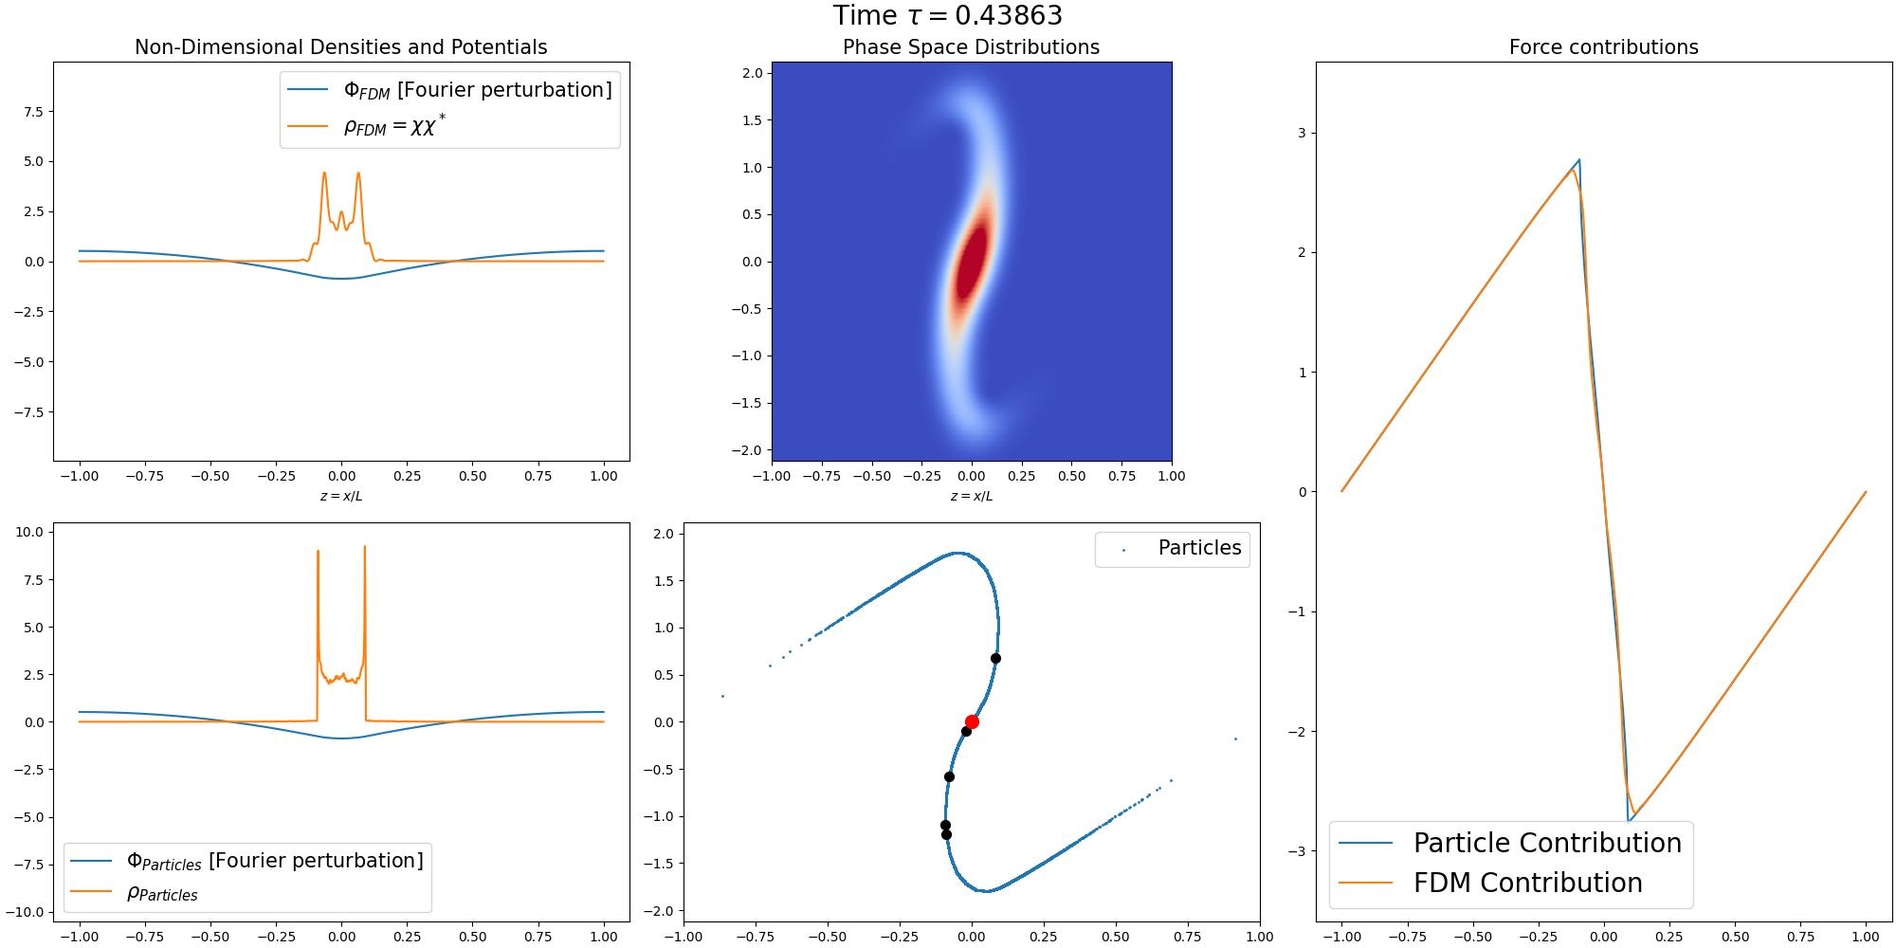 Time τ = 0.43863
Non-Dimensional Densities and Potentials
Φ_FDM [Fourier perturbation]
ρ_FDM = χχ*
7.5
5.0
2.5
0.0
−2.5
−5.0
−7.5
−1.00 −0.75 −0.50 −0.25 0.00 0.25 0.50 0.75 1.00
z = x/L
Phase Space Distributions
2.0
1.5
1.0
0.5
0.0
−0.5
−1.0
−1.5
−2.0
−1.00 −0.75 −0.50 −0.25 0.00 0.25 0.50 0.75 1.00
z = x/L
Force contributions
3
2
1
0
−1
−2
−3
Particle Contribution
FDM Contribution
−1.00 −0.75 −0.50 −0.25 0.00 0.25 0.50 0.75 1.00
10.0
7.5
5.0
2.5
0.0
−2.5
−5.0
−7.5
−10.0
Φ_Particles [Fourier perturbation]
ρ_Particles
−1.00 −0.75 −0.50 −0.25 0.00 0.25 0.50 0.75 1.00
Particles
2.0
1.5
1.0
0.5
0.0
−0.5
−1.0
−1.5
−2.0
−1.00 −0.75 −0.50 −0.25 0.00 0.25 0.50 0.75 1.00